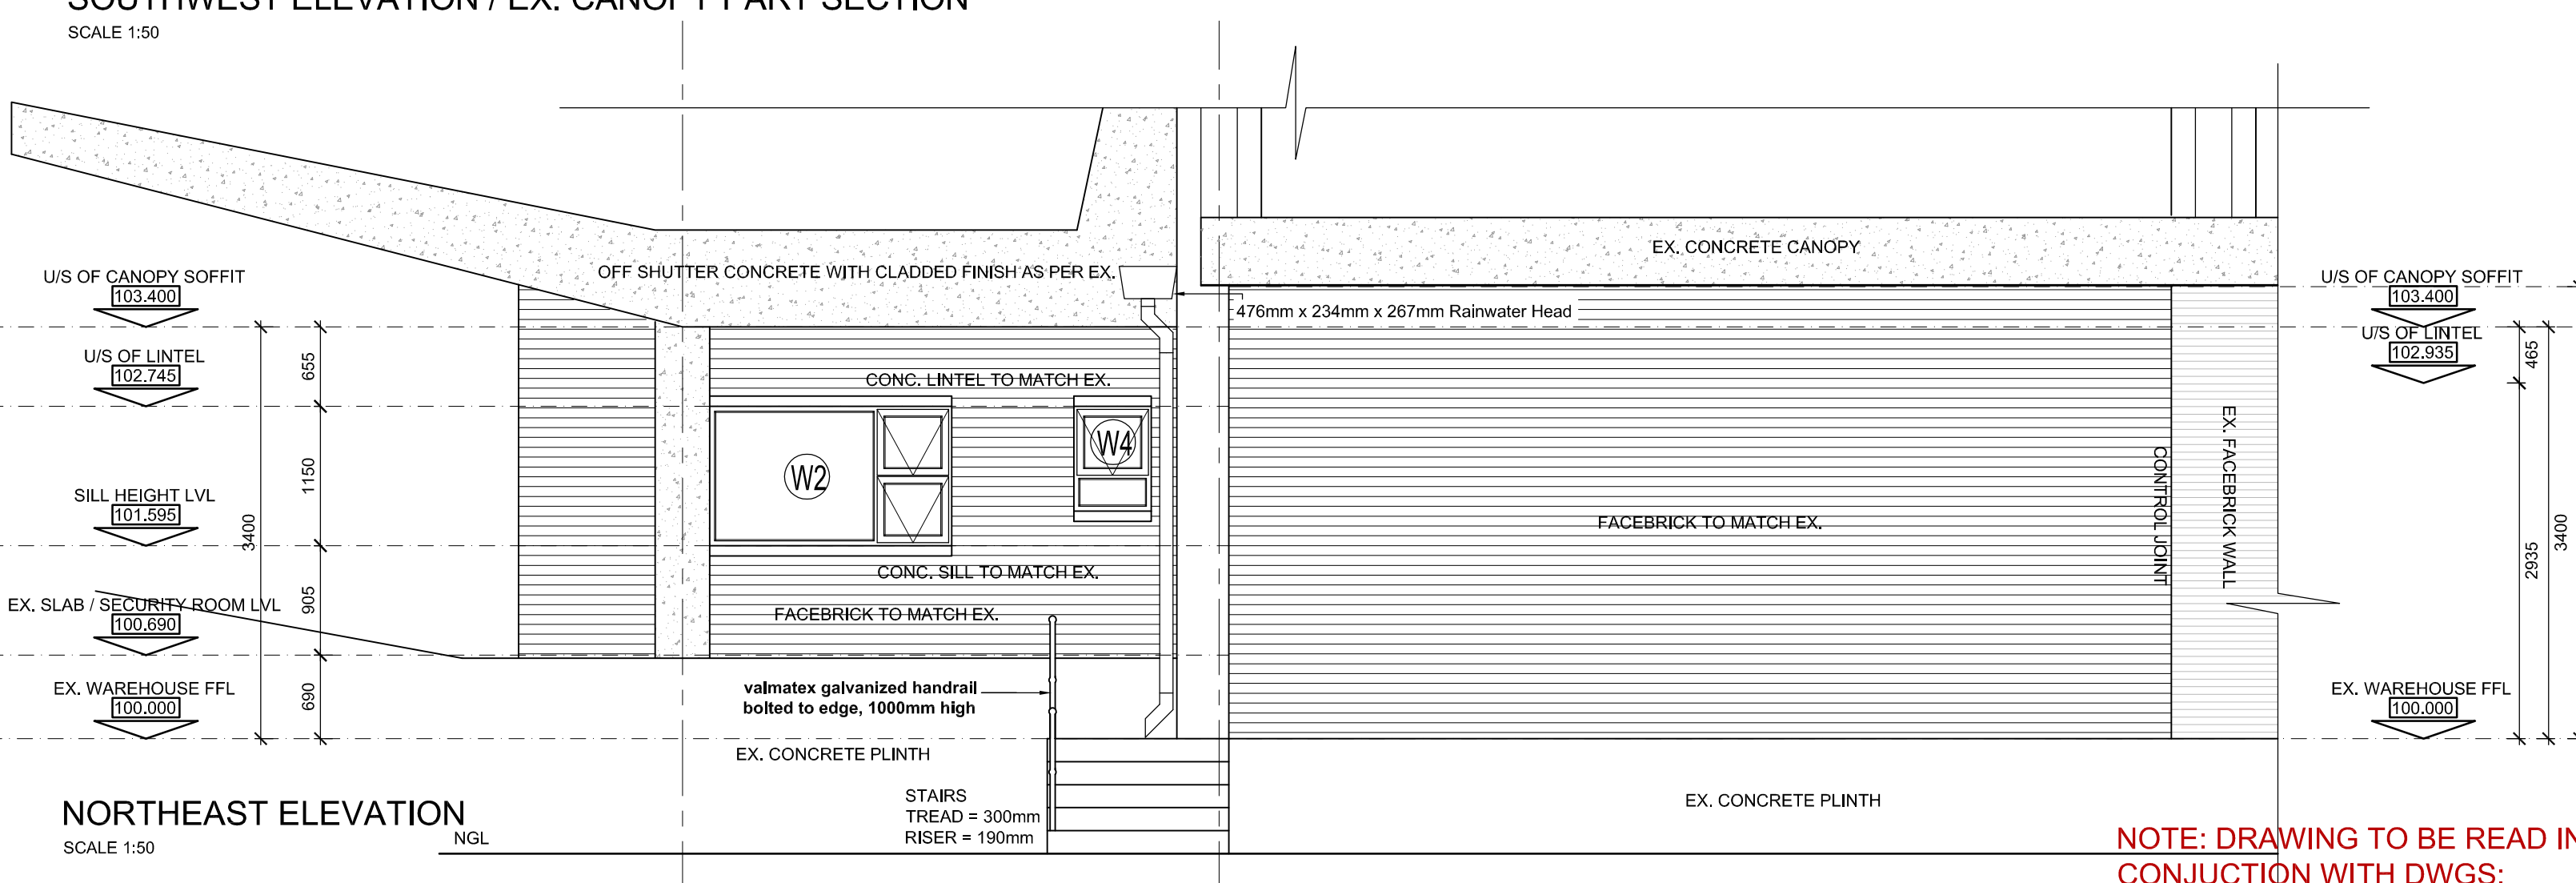 SOUTHWEST ELEVATION / EX. CANOPY PART SECTION
SCALE 1:50
EX. CONCRETE CANOPY
OFF SHUTTER CONCRETE WITH CLADDED FINISH AS PER EX.
476mm x 234mm x 267mm Rainwater Head
U/S OF CANOPY SOFFIT
103.400
U/S OF LINTEL
102.745
SILL HEIGHT LVL
101.595
EX. SLAB / SECURITY ROOM LVL
100.690
EX. WAREHOUSE FFL
100.000
3400
655
1150
905
690
CONC. LINTEL TO MATCH EX.
W2
W4
CONC. SILL TO MATCH EX.
FACEBRICK TO MATCH EX.
valmatex galvanized handrail
bolted to edge, 1000mm high
EX. CONCRETE PLINTH
STAIRS
TREAD = 300mm
RISER = 190mm
FACEBRICK TO MATCH EX.
CONTROL JOINT
EX. FACEBRICK WALL
EX. CONCRETE PLINTH
U/S OF CANOPY SOFFIT
103.400
U/S OF LINTEL
102.935
EX. WAREHOUSE FFL
100.000
465
2935
3400
NORTHEAST ELEVATION
SCALE 1:50
NGL
NOTE: DRAWING TO BE READ IN
CONJUCTION WITH DWGS: